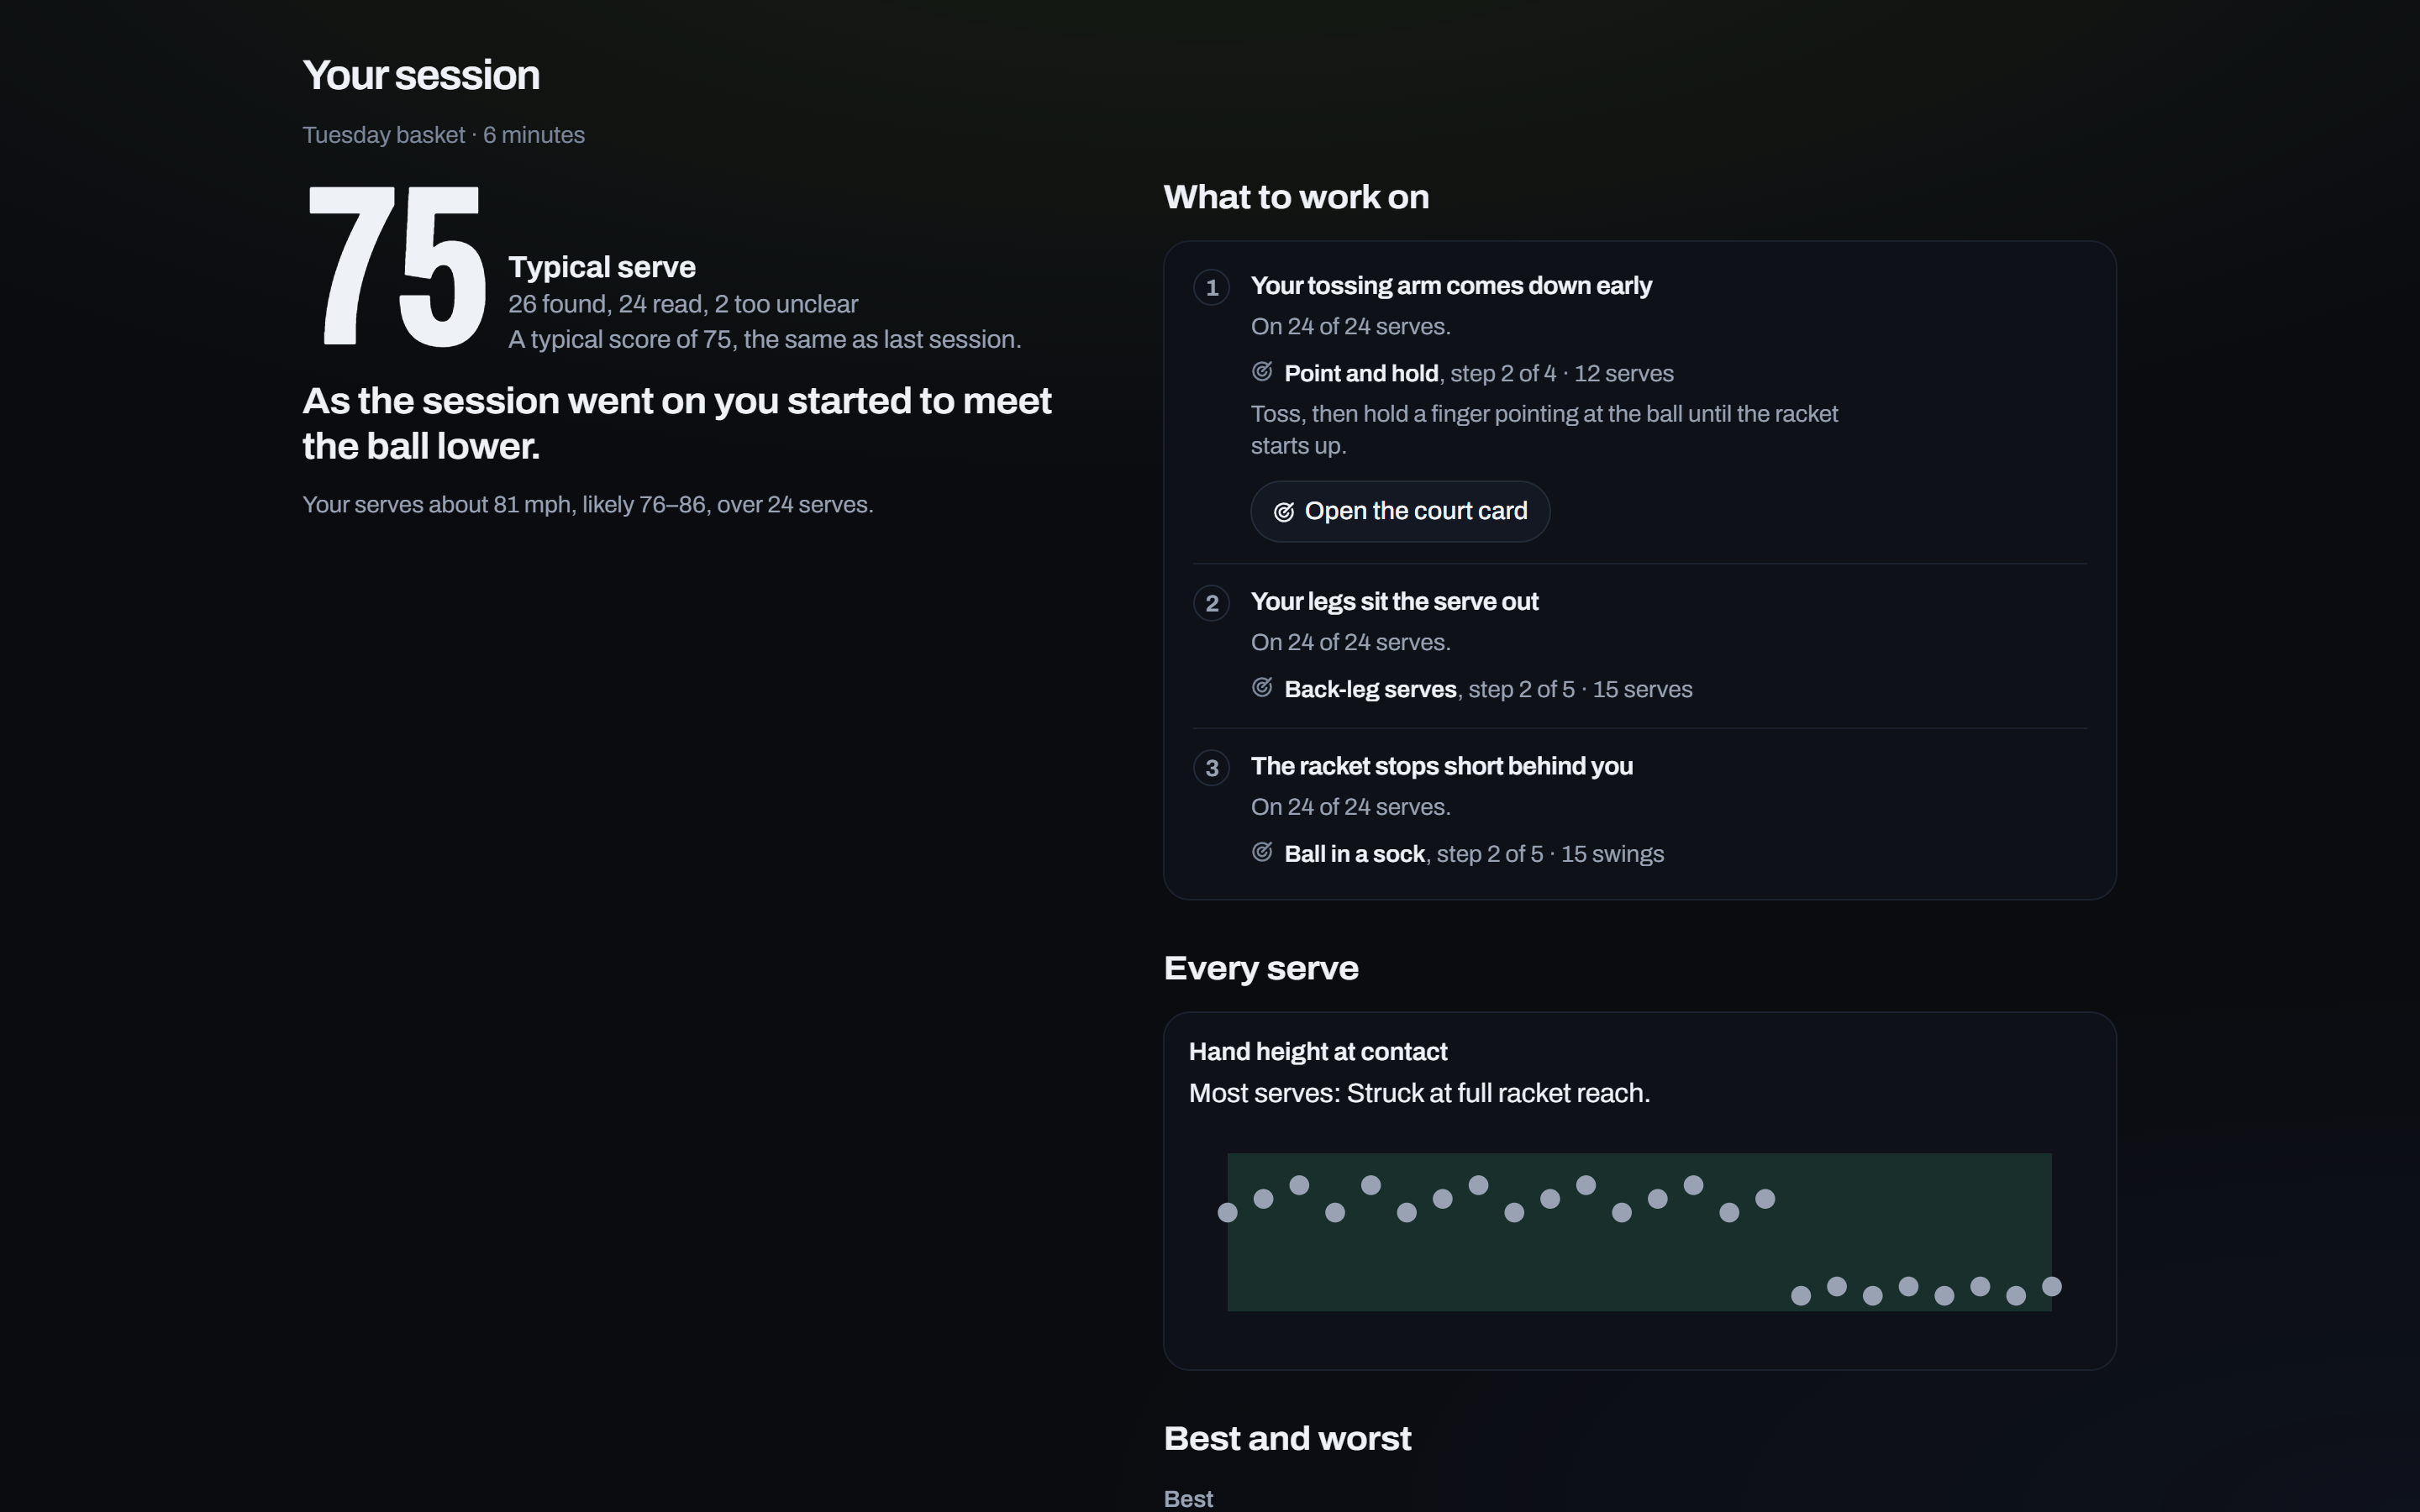 Your session
Tuesday basket · 6 minutes
75
Typical serve
26 found, 24 read, 2 too unclear
A typical score of 75, the same as last session.
As the session went on you started to meet
the ball lower.
Your serves about 81 mph, likely 76–86, over 24 serves.
What to work on
1 Your tossing arm comes down early
On 24 of 24 serves.
Point and hold, step 2 of 4 · 12 serves
Toss, then hold a finger pointing at the ball until the racket
starts up.
Open the court card
2 Your legs sit the serve out
On 24 of 24 serves.
Back-leg serves, step 2 of 5 · 15 serves
3 The racket stops short behind you
On 24 of 24 serves.
Ball in a sock, step 2 of 5 · 15 swings
Every serve
Hand height at contact
Most serves: Struck at full racket reach.
Best and worst
Best